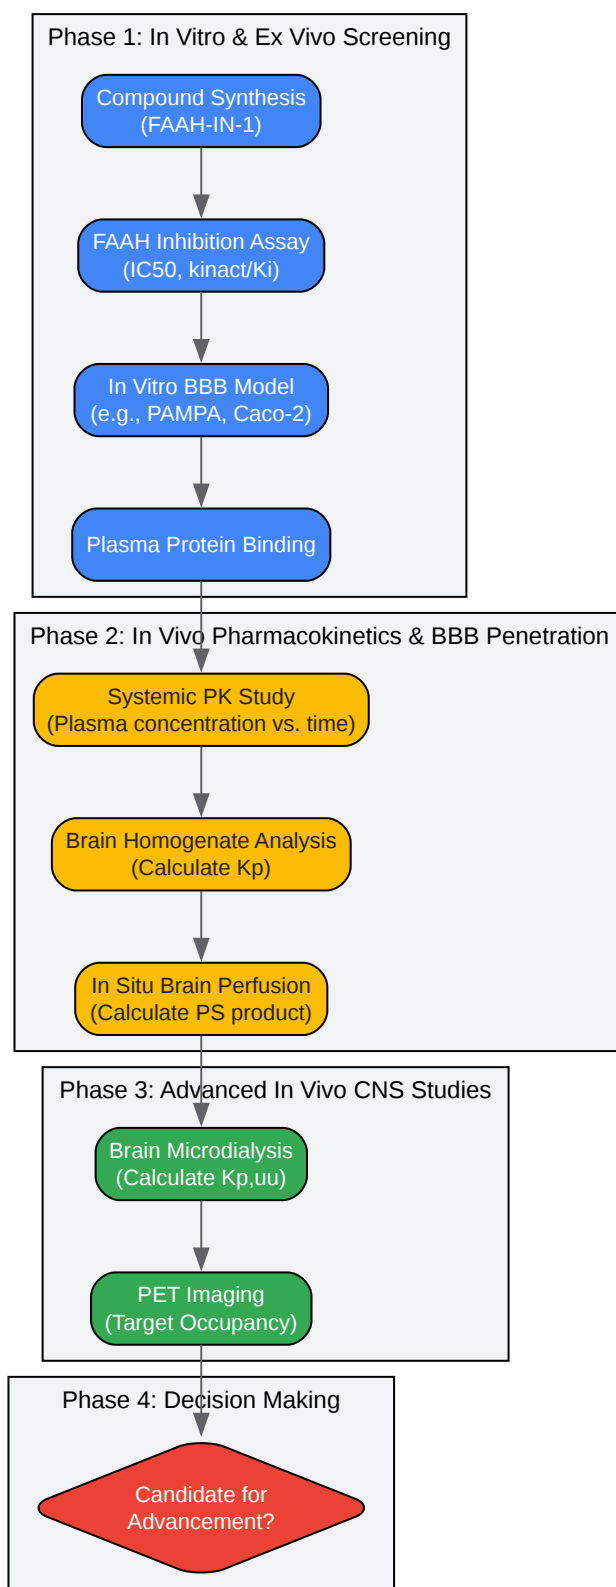 Phase 1: In Vitro & Ex Vivo Screening
Compound Synthesis
(FAAH-IN-1)
FAAH Inhibition Assay
(IC50, kinact/Ki)
In Vitro BBB Model
(e.g., PAMPA, Caco-2)
Plasma Protein Binding
Phase 2: In Vivo Pharmacokinetics & BBB Penetration
Systemic PK Study
(Plasma concentration vs. time)
Brain Homogenate Analysis
(Calculate Kp)
In Situ Brain Perfusion
(Calculate PS product)
Phase 3: Advanced In Vivo CNS Studies
Brain Microdialysis
(Calculate Kp,uu)
PET Imaging
(Target Occupancy)
Phase 4: Decision Making
Candidate for
Advancement?